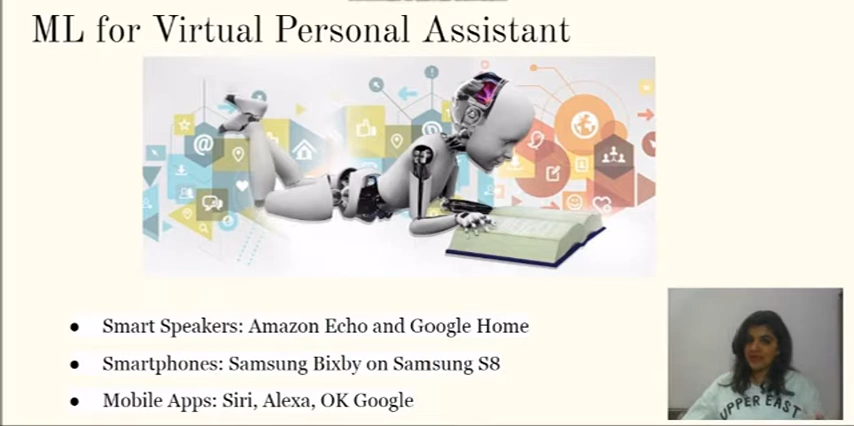 ML for Virtual Personal Assistant
● Smart Speakers: Amazon Echo and Google Home
● Smartphones: Samsung Bixby on Samsung S8
● Mobile Apps: Siri, Alexa, OK Google
UPPER EAST